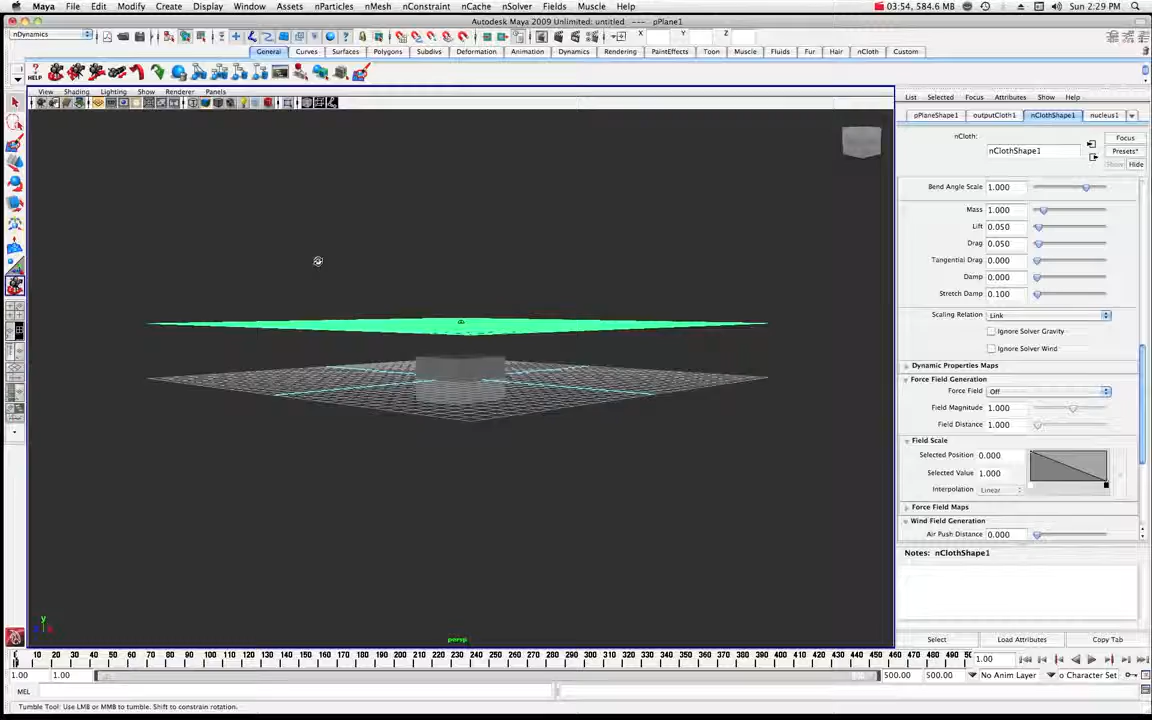 Maya File Edit Modify Create Display Window Assets nParticles nMesh nConstraint nCache nSolver Fields Muscle Help 03:54, 584.6 MB Sun 2:29 PM
Autodesk Maya 2009 Unlimited: untitled --- pPlane1
nDynamics X Y Z
General Curves Surfaces Polygons Subdivs Deformation Animation Dynamics Rendering PaintEffects Toon Muscle Fluids Fur Hair nCloth Custom
HELP
View Shading Lighting Show Renderer Panels
List Selected Focus Attributes Show Help
pPlaneShape1 outputCloth1 nClothShape1 nucleus1
nCloth: nClothShape1
Focus
Presets*
Show Hide
Bend Angle Scale 1.000
Mass 1.000
Lift 0.050
Drag 0.050
Tangential Drag 0.000
Damp 0.000
Stretch Damp 0.100
Scaling Relation Link
Ignore Solver Gravity
Ignore Solver Wind
Dynamic Properties Maps
Force Field Generation
Force Field Off
Field Magnitude 1.000
Field Distance 1.000
Field Scale
Selected Position 0.000
Selected Value 1.000
Interpolation Linear
Force Field Maps
Wind Field Generation
Air Push Distance 0.000
Notes: nClothShape1
Select Load Attributes Copy Tab
y
persp
10 20 30 40 50 60 70 80 90 100 110 120 130 140 150 160 170 180 190 200 210 220 230 240 250 260 270 280 290 300 310 320 330 340 350 360 370 380 390 400 410 420 430 440 450 460 470 480 490 50 1.00
1.00 1.00 500.00 500.00 No Anim Layer o Character Set
MEL
Tumble Tool: Use LMB or MMB to tumble. Shift to constrain rotation.